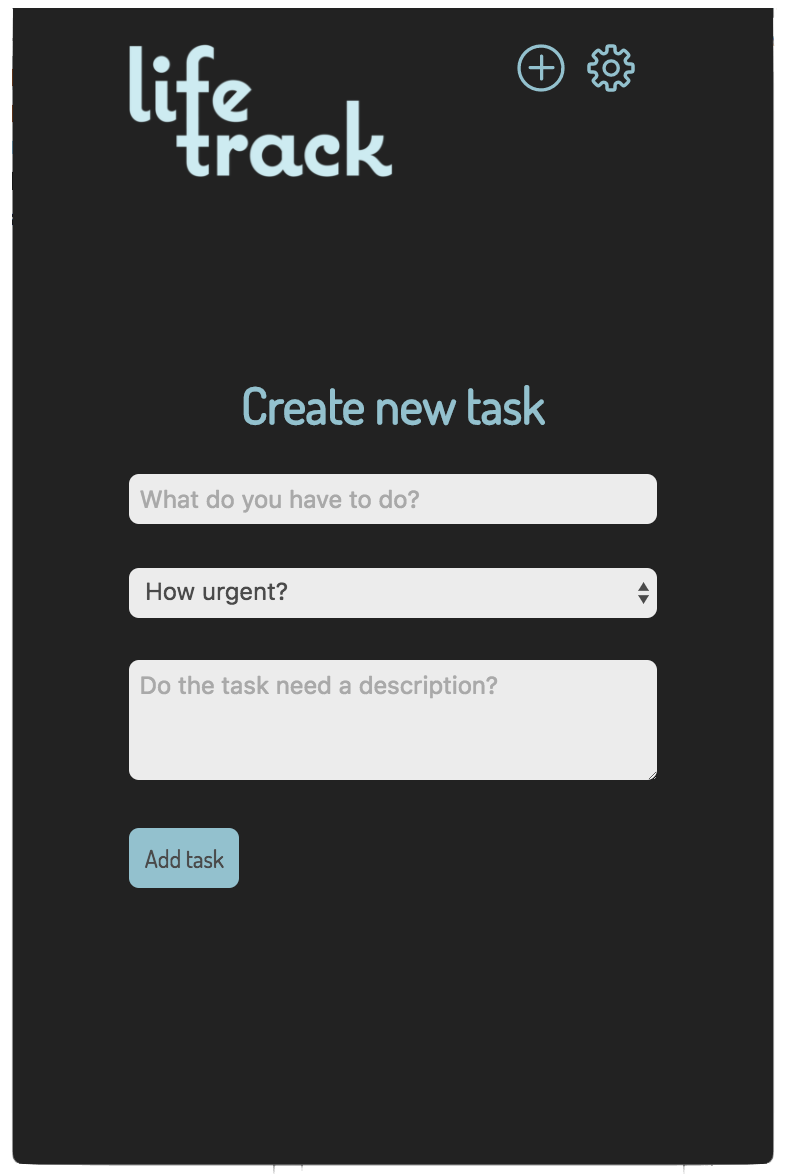 life
track
Create new task
What do you have to do?
How urgent?
Do the task need a description?
Add task